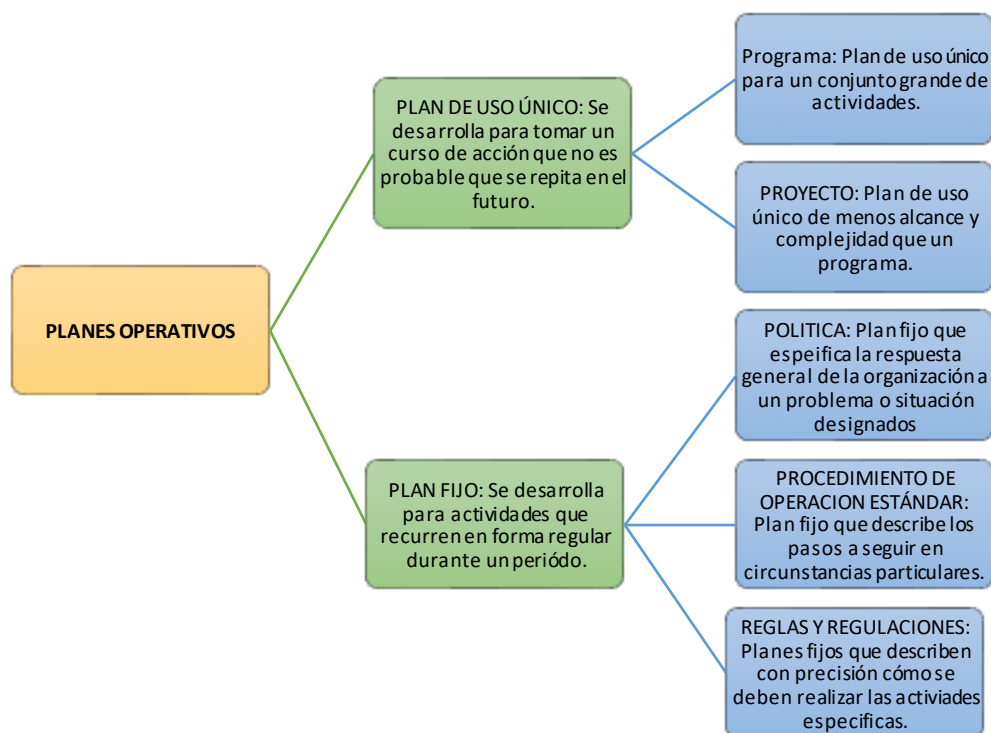 PLANES OPERATIVOS
PLAN DE USO ÚNICO: Se
desarrolla para tomar un
curso de acción que no es
probable que se repita en el
futuro.
Programa: Plan de uso único
para un conjunto grande de
actividades.
PROYECTO: Plan de uso
único de menos alcance y
complejidad que un
programa.
PLAN FIJO: Se desarrolla
para actividades que
recurren en forma regular
durante un periódo.
POLITICA: Plan fijo que
espeifica la respuesta
general de la organización a
un problema o situación
designados
PROCEDIMIENTO DE
OPERACION ESTÁNDAR:
Plan fijo que describe los
pasos a seguir en
circunstancias particulares.
REGLAS Y REGULACIONES:
Planes fijos que describen
con precisión cómo se
deben realizar las activiades
especificas.